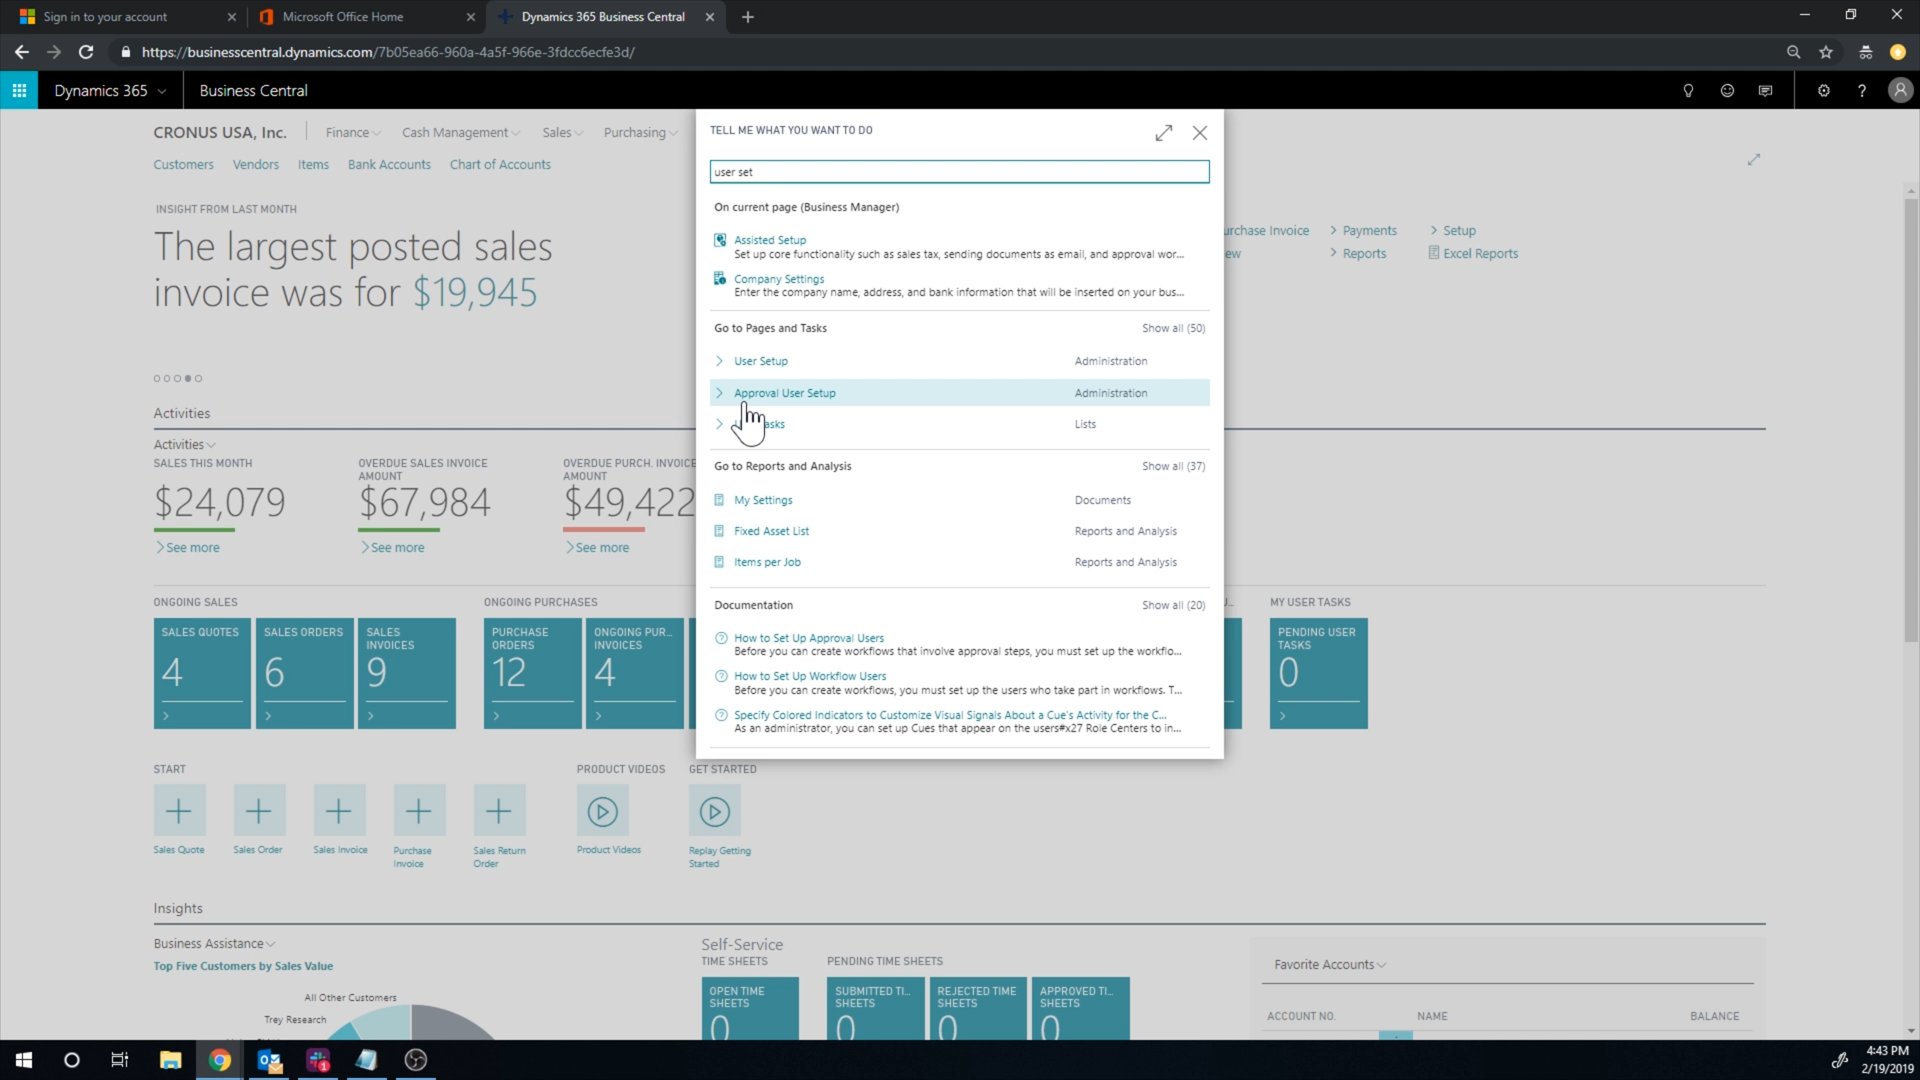 Sign in to your account
Microsoft Office Home
Dynamics 365 Business Central
https://businesscentral.dynamics.com/7b05ea66-960a-4a5f-966e-3fdcc6ecfe3d/
Dynamics 365
Business Central
CRONUS USA, Inc.
Finance
Cash Management
Sales
Purchasing
Customers
Vendors
Items
Bank Accounts
Chart of Accounts
INSIGHT FROM LAST MONTH
The largest posted sales
invoice was for $19,945
TELL ME WHAT YOU WANT TO DO
user set
On current page (Business Manager)
Assisted Setup
Set up core functionality such as sales tax, sending documents as email, and approval wor...
Company Settings
Enter the company name, address, and bank information that will be inserted on your bus...
Go to Pages and Tasks
Show all (50)
User Setup
Administration
Approval User Setup
Administration
Lists
Go to Reports and Analysis
Show all (37)
My Settings
Documents
Fixed Asset List
Reports and Analysis
Items per Job
Reports and Analysis
Documentation
Show all (20)
How to Set Up Approval Users
Before you can create workflows that involve approval steps, you must set up the workflo...
How to Set Up Workflow Users
Before you can create workflows, you must set up the users who take part in workflows. T...
Specify Colored Indicators to Customize Visual Signals About a Cue's Activity for the C...
As an administrator, you can set up Cues that appear on the users#x27 Role Centers to in...
Invoice
Payments
Setup
Reports
Excel Reports
Activities
Activities
SALES THIS MONTH
$24,079
See more
OVERDUE SALES INVOICE
AMOUNT
$67,984
See more
OVERDUE PURCH. INVOICE
AMOUNT
$49,422
See more
ONGOING SALES
SALES QUOTES
4
SALES ORDERS
6
SALES
INVOICES
9
ONGOING PURCHASES
PURCHASE
ORDERS
12
ONGOING PUR...
INVOICES
4
MY USER TASKS
PENDING USER
TASKS
0
START
Sales Quote
Sales Order
Sales Invoice
Purchase
Invoice
Sales Return
Order
PRODUCT VIDEOS
Product Videos
GET STARTED
Replay Getting
Started
Insights
Business Assistance
Top Five Customers by Sales Value
All Other Customers
Trey Research
Self-Service
TIME SHEETS
OPEN TIME
SHEETS
0
PENDING TIME SHEETS
SUBMITTED TI...
SHEETS
0
REJECTED TIME
SHEETS
0
APPROVED TI...
SHEETS
0
Favorite Accounts
ACCOUNT NO.
NAME
BALANCE
4:43 PM
2/19/2019